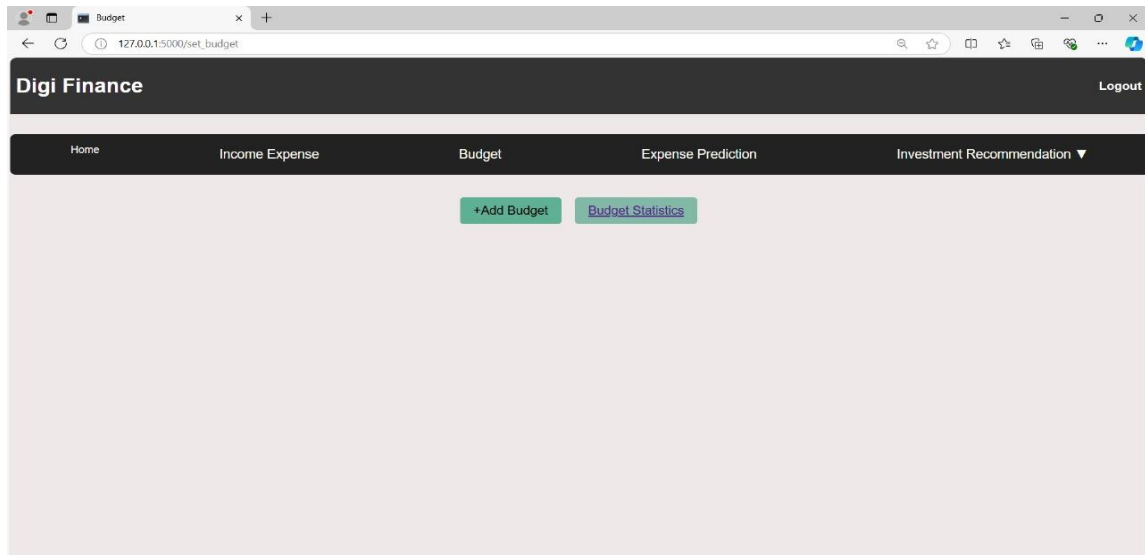 Budget
127.0.0.1:5000/set_budget
Digi Finance
Logout
Home Income Expense Budget Expense Prediction Investment Recommendation ▼
+Add Budget Budget Statistics